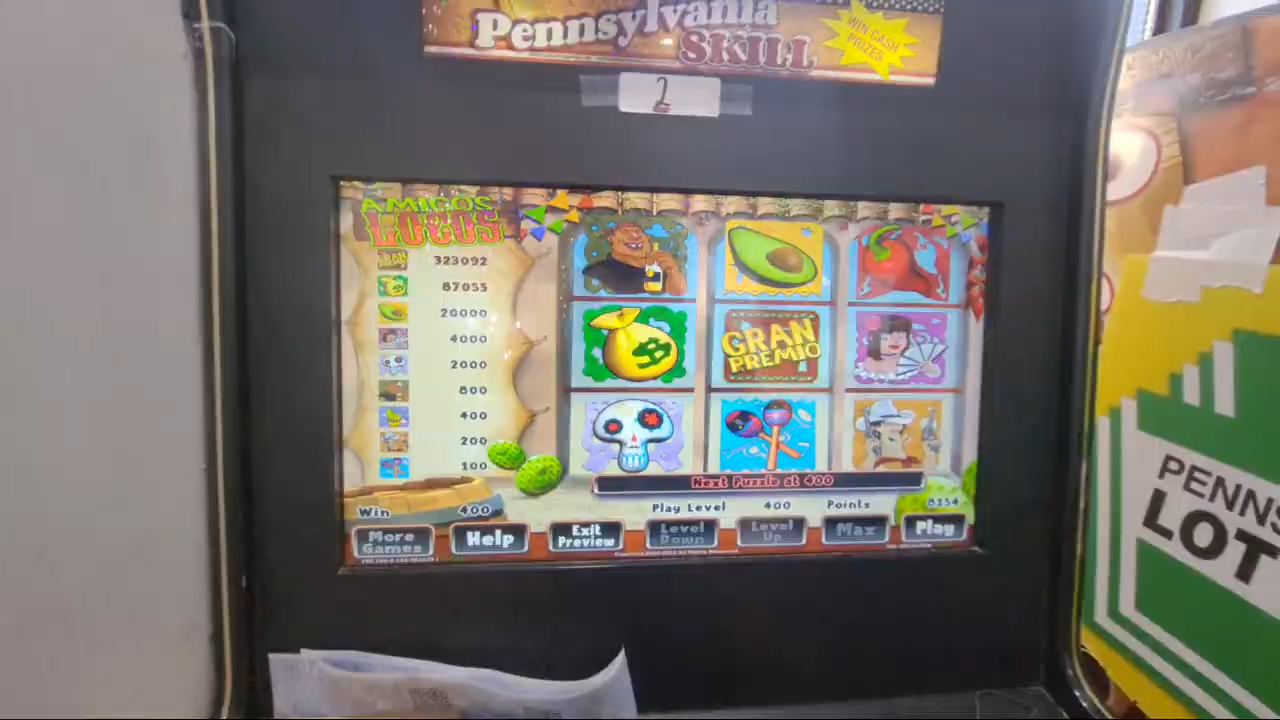 Pennsylvania
SKILL
WIN CASH
PRIZES
2
AMIGOS
LOCOS
323092
87055
20000
4000
2000
800
400
200
100
GRAN
PREMIO
Next Puzzle at 400
Win 400
Play Level 400 Points 8154
More
Games
Help
Exit
Preview
Level
Down
Level
Up
Max
Play
PENNS
LOT